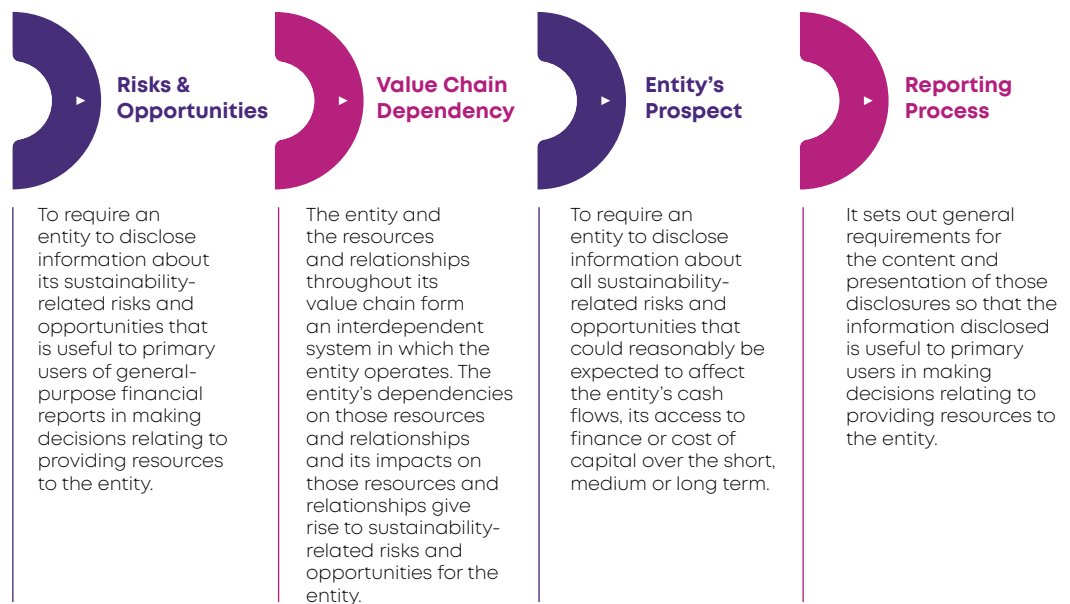 Risks &
Opportunities
To require an
entity to disclose
information about
its sustainability-
related risks and
opportunities that
is useful to primary
users of general-
purpose financial
reports in making
decisions relating to
providing resources
to the entity.
Value Chain
Dependency
The entity and
the resources
and relationships
throughout its
value chain form
an interdependent
system in which the
entity operates. The
entity’s dependencies
on those resources
and relationships
and its impacts on
those resources and
relationships give
rise to sustainability-
related risks and
opportunities for the
entity.
Entity’s
Prospect
To require an
entity to disclose
information about
all sustainability-
related risks and
opportunities that
could reasonably be
expected to affect
the entity’s cash
flows, its access to
finance or cost of
capital over the short,
medium or long term.
Reporting
Process
It sets out general
requirements for
the content and
presentation of those
disclosures so that the
information disclosed
is useful to primary
users in making
decisions relating to
providing resources to
the entity.